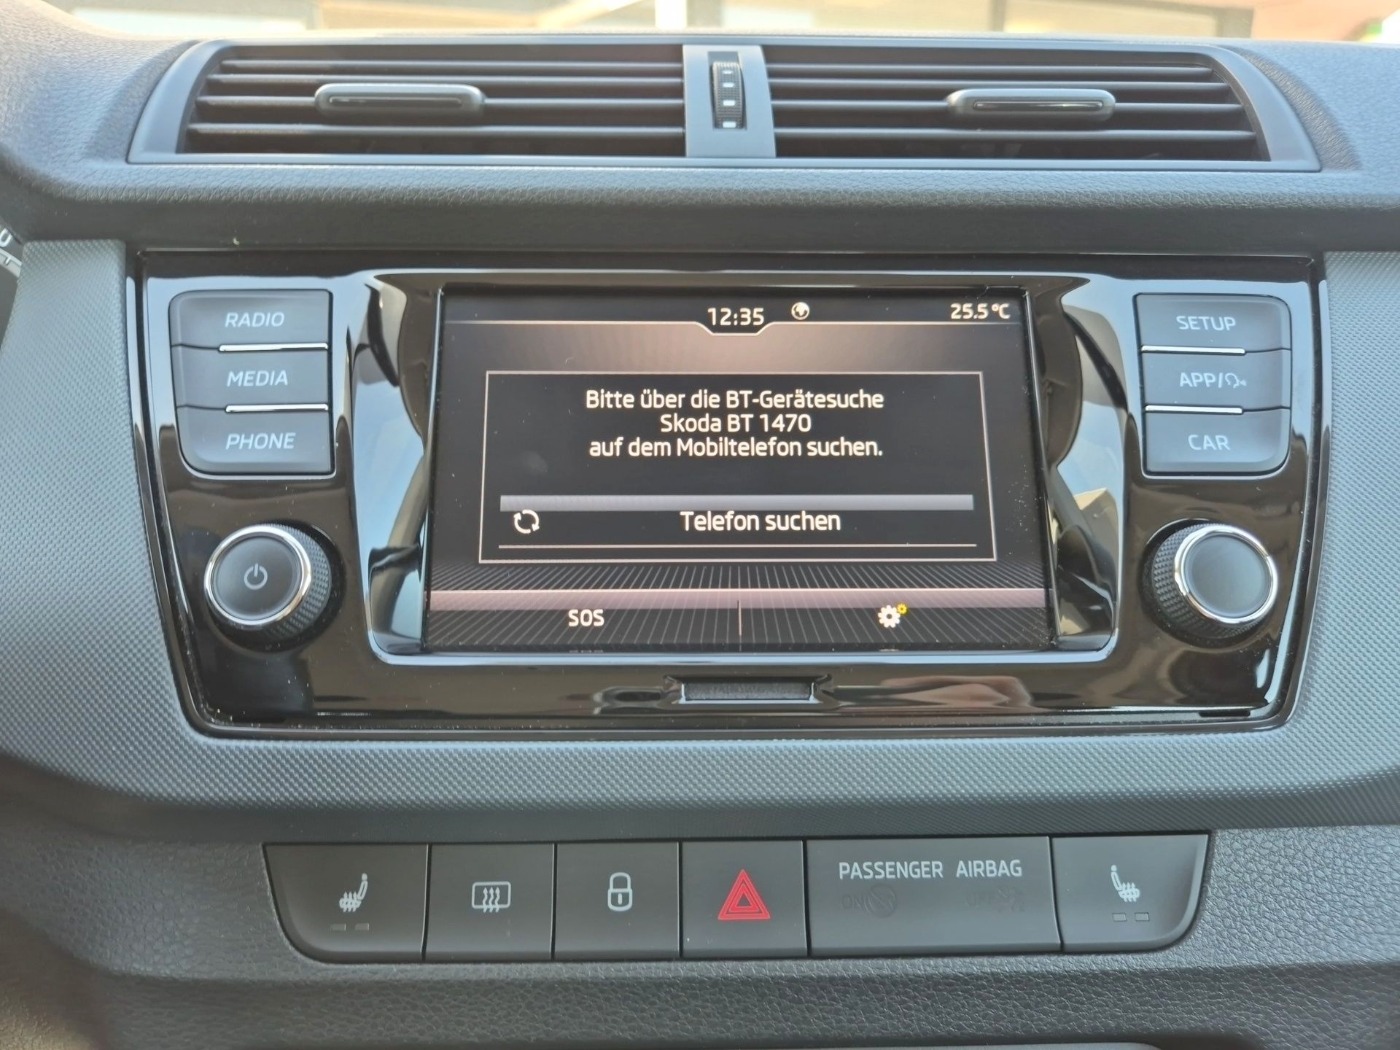 12:35
25.5 °C
RADIO
MEDIA
PHONE
Bitte über die BT-Gerätesuche
Skoda BT 1470
auf dem Mobiltelefon suchen.
Telefon suchen
SOS
SETUP
APP/
CAR
PASSENGER AIRBAG